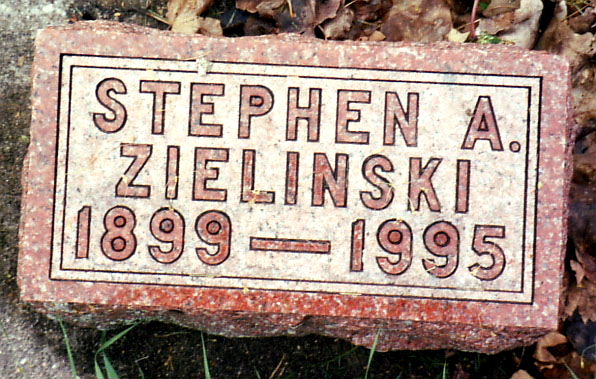 STEPHEN A.
ZIELINSKI
1899 — 1995